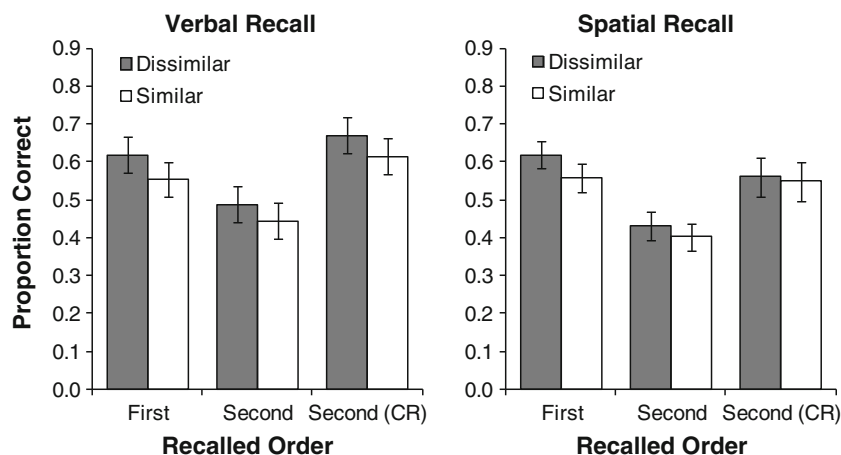 Verbal Recall
0.9
0.8
0.7
0.6
0.5
0.4
0.3
0.2
0.1
0.0
Proportion Correct
Dissimilar
Similar
First Second Second (CR)
Recalled Order
Spatial Recall
0.9
0.8
0.7
0.6
0.5
0.4
0.3
0.2
0.1
0.0
Dissimilar
Similar
First Second Second (CR)
Recalled Order